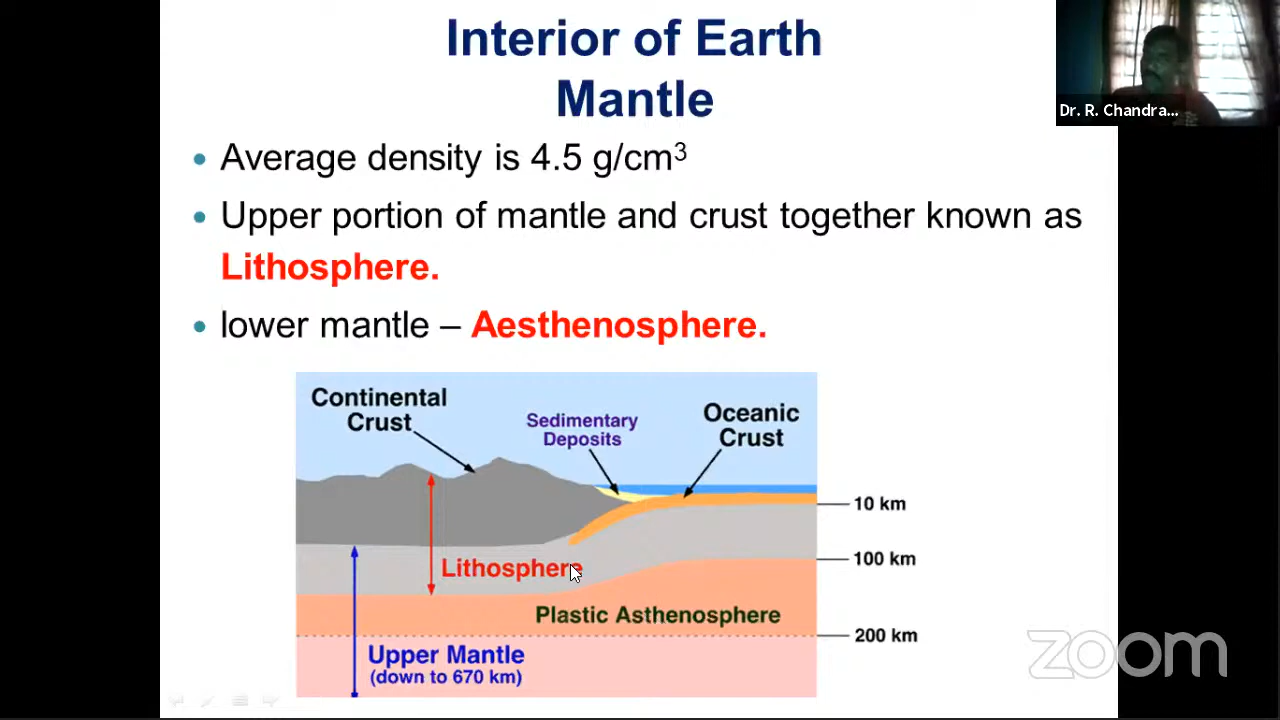 Interior of Earth
Mantle
Dr. R. Chandra...
• Average density is 4.5 g/cm³
• Upper portion of mantle and crust together known as
Lithosphere.
• lower mantle – Aesthenosphere.
Continental
Crust
Sedimentary
Deposits
Oceanic
Crust
10 km
100 km
Lithosphere
Plastic Asthenosphere
200 km
Upper Mantle
(down to 670 km)
zoom